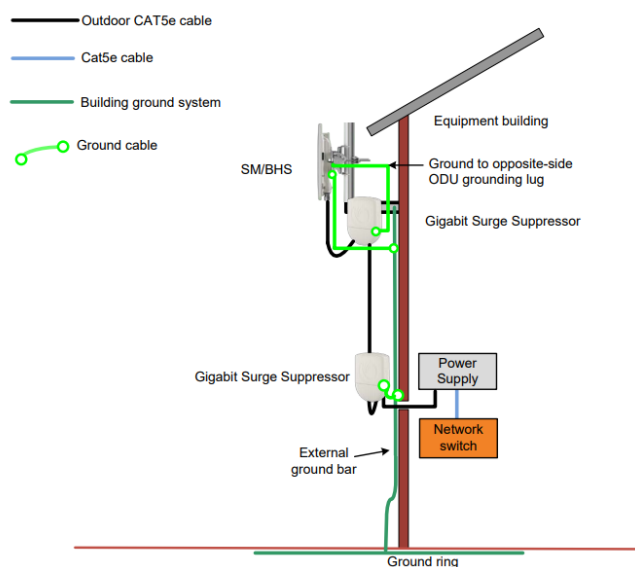 Outdoor CAT5e cable
Cat5e cable
Building ground system
Ground cable
Equipment building
SM/BHS
Ground to opposite-side
ODU grounding lug
Gigabit Surge Suppressor
Gigabit Surge Suppressor
Power
Supply
Network
switch
External
ground bar
Ground ring